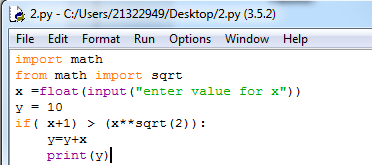 2.py - C:/Users/21322949/Desktop/2.py (3.5.2)
File Edit Format Run Options Window Help
import math
from math import sqrt
x =float(input("enter value for x"))
y = 10
if( x+1) > (x**sqrt(2)):
    y=y+x
    print(y)